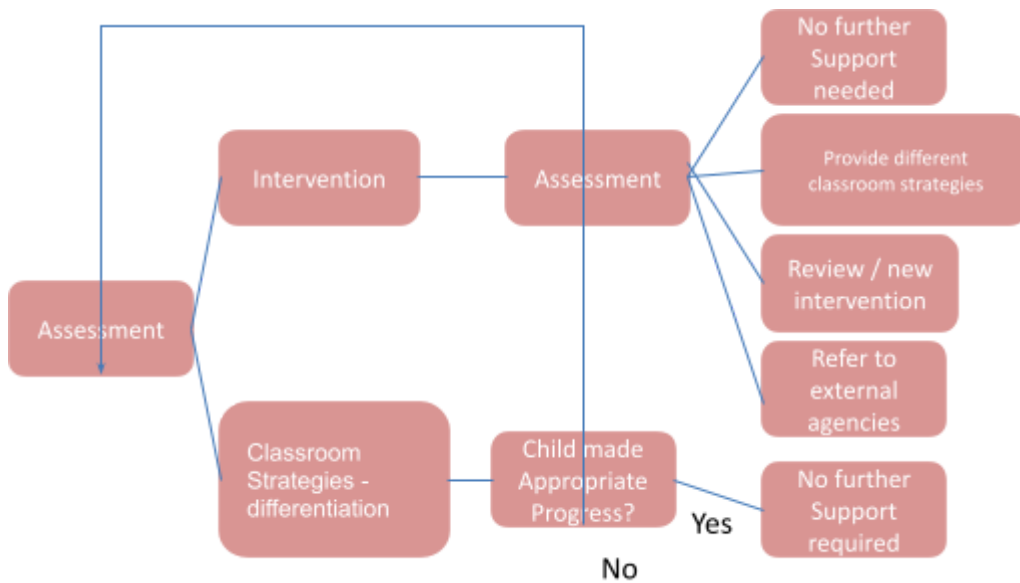 No further
Support
needed
Intervention
Assessment
Provide different
classroom strategies
Review / new
intervention
Assessment
Refer to
external
agencies
Classroom
Strategies -
differentiation
Child made
Appropriate
Progress?
No further
Support
required
Yes
No